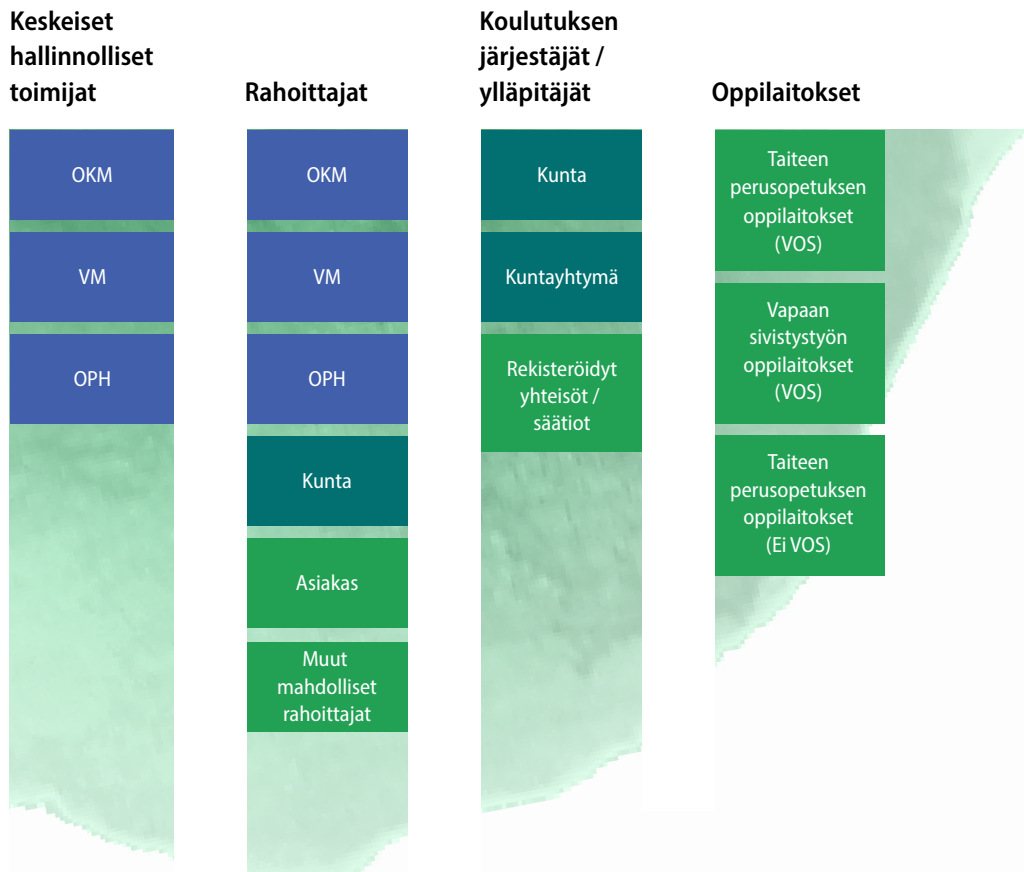 Keskeiset
hallinnolliset
toimijat
OKM
VM
OPH
Rahoittajat
OKM
VM
OPH
Kunta
Asiakas
Muut
mahdolliset
rahoittajat
Koulutuksen
järjestäjät /
ylläpitäjät
Kunta
Kuntayhtymä
Rekisteröidyt
yhteisöt /
säätiot
Oppilaitokset
Taiteen
perusopetuksen
oppilaitokset
(VOS)
Vapaan
sivistystyön
oppilaitokset
(VOS)
Taiteen
perusopetuksen
oppilaitokset
(Ei VOS)